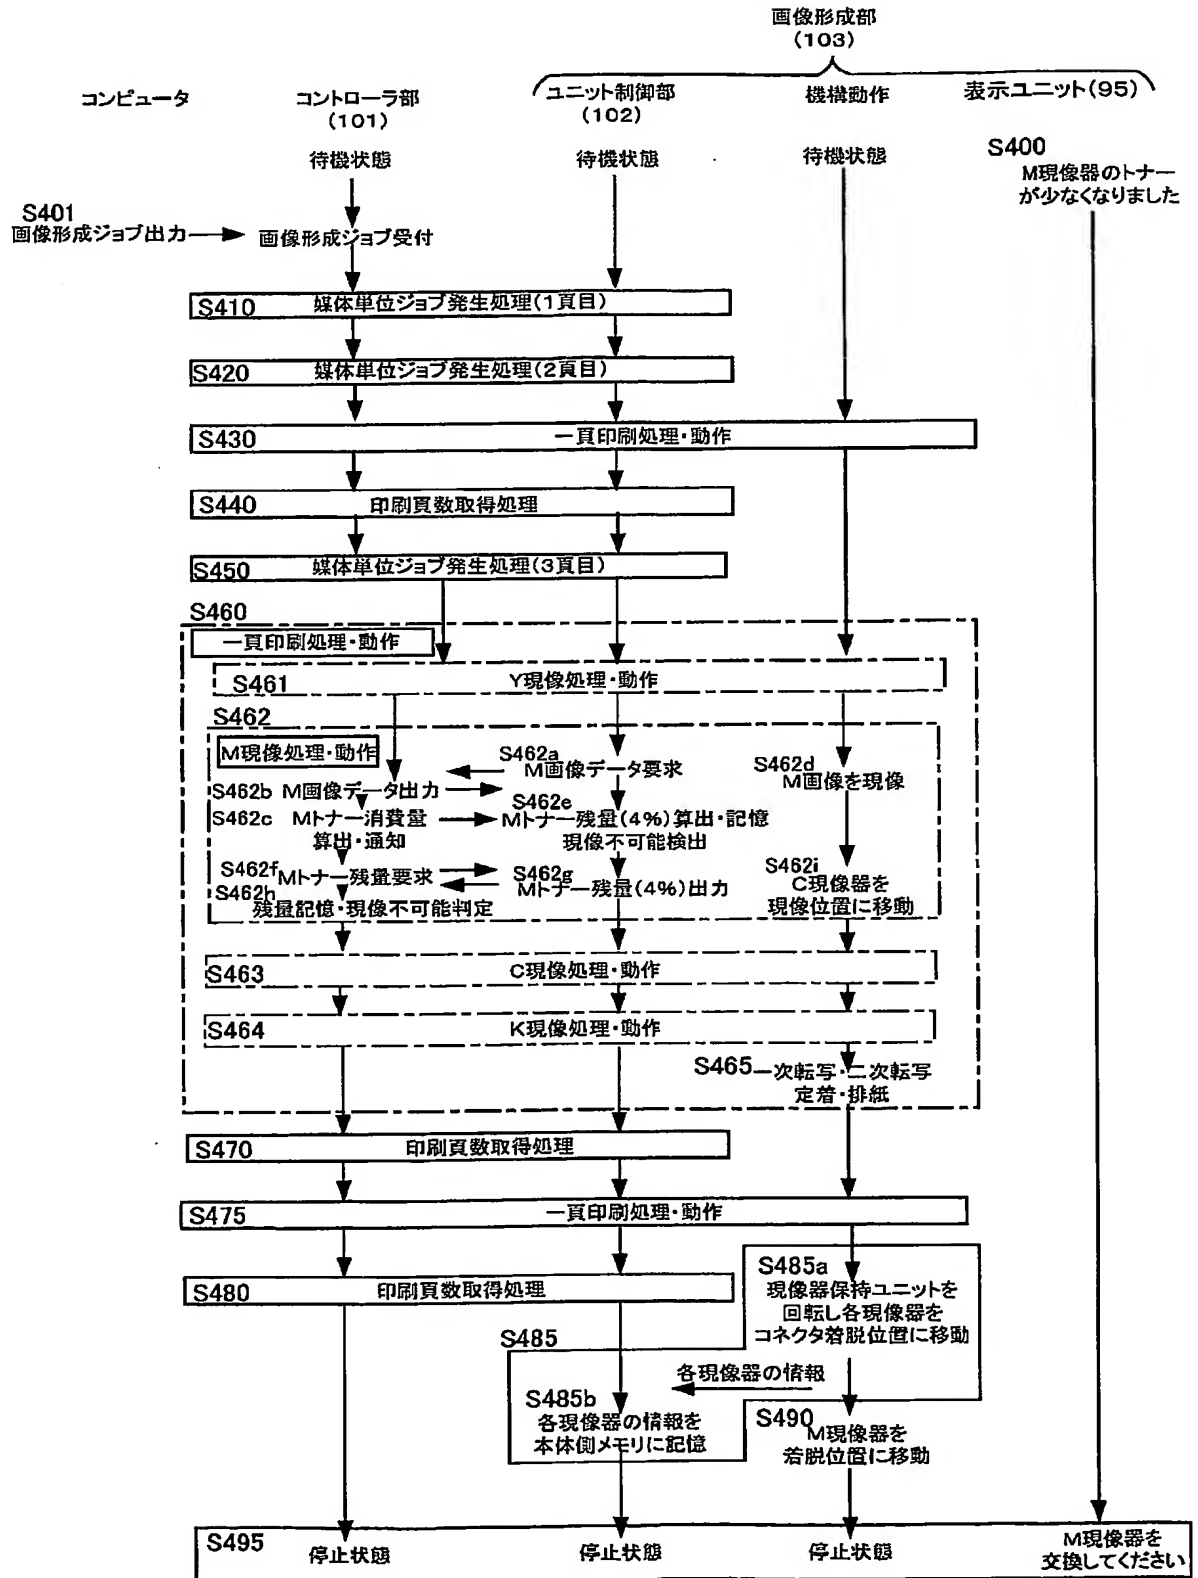 画像形成部
(103)
コンピュータ
コントローラ部
(101)
ユニット制御部
(102)
機構動作
表示ユニット(95)
待機状態
待機状態
待機状態
S400
M現像器のトナー
が少なくなりました
S401
画像形成ジョブ出力
画像形成ジョブ受付
S410 媒体単位ジョブ発生処理(1頁目)
S420 媒体単位ジョブ発生処理(2頁目)
S430 一頁印刷処理・動作
S440 印刷頁数取得処理
S450 媒体単位ジョブ発生処理(3頁目)
S460
一頁印刷処理・動作
S461 Y現像処理・動作
S462
M現像処理・動作
S462a
M画像データ要求
S462d
M画像を現像
S462b M画像データ出力
S462c Mトナー消費量
算出・通知
S462e
Mトナー残量(4%)算出・記憶
現像不可能検出
S462f Mトナー残量要求
S462g
Mトナー残量(4%)出力
S462h
残量記憶・現像不可能判定
S462i
C現像器を
現像位置に移動
S463 C現像処理・動作
S464 K現像処理・動作
S465 一次転写・二次転写
定着・排紙
S470 印刷頁数取得処理
S475 一頁印刷処理・動作
S480 印刷頁数取得処理
S485a
現像器保持ユニットを
回転し各現像器を
コネクタ着脱位置に移動
S485
各現像器の情報
S485b
各現像器の情報を
本体側メモリに記憶
S490
M現像器を
着脱位置に移動
S495
停止状態
停止状態
停止状態
M現像器を
交換してください